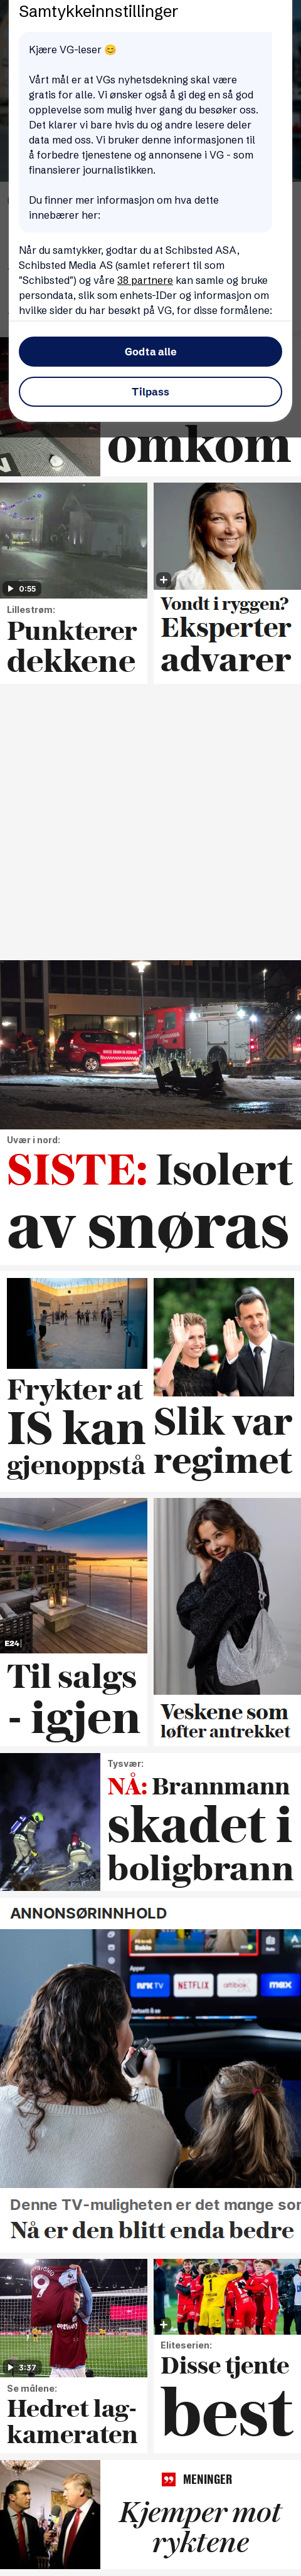 Samtykkeinnstillinger
Kjære VG-leser 😊
Vårt mål er at VGs nyhetsdekning skal være
gratis for alle. Vi ønsker også å gi deg en så god
opplevelse som mulig hver gang du besøker oss.
Det klarer vi bare hvis du og andre lesere deler
data med oss. Vi bruker denne informasjonen til
å forbedre tjenestene og annonsene i VG - som
finansierer journalistikken.
Du finner mer informasjon om hva dette
innebærer her:
Når du samtykker, godtar du at Schibsted ASA,
Schibsted Media AS (samlet referert til som
"Schibsted") og våre 38 partnere kan samle og bruke
persondata, slik som enhets-IDer og informasjon om
hvilke sider du har besøkt på VG, for disse formålene:
Godta alle
Tilpass
omkom
0:55
Lillestrøm:
Punkterer
dekkene
Vondt i ryggen?
Eksperter
advarer
Uvær i nord:
SISTE: Isolert
av snøras
Frykter at
IS kan
gjenoppstå
Slik var
regimet
E24
Til salgs
- igjen
Veskene som
løfter antrekket
Tysvær:
NÅ: Brannmann
skadet i
boligbrann
ANNONSØRINNHOLD
Apper
NRK TV
NETFLIX
max
Denne TV-muligheten er det mange som
Nå er den blitt enda bedre
3:37
Se målene:
Hedret lag-
kameraten
Eliteserien:
Disse tjente
best
MENINGER
Kjemper mot
ryktene